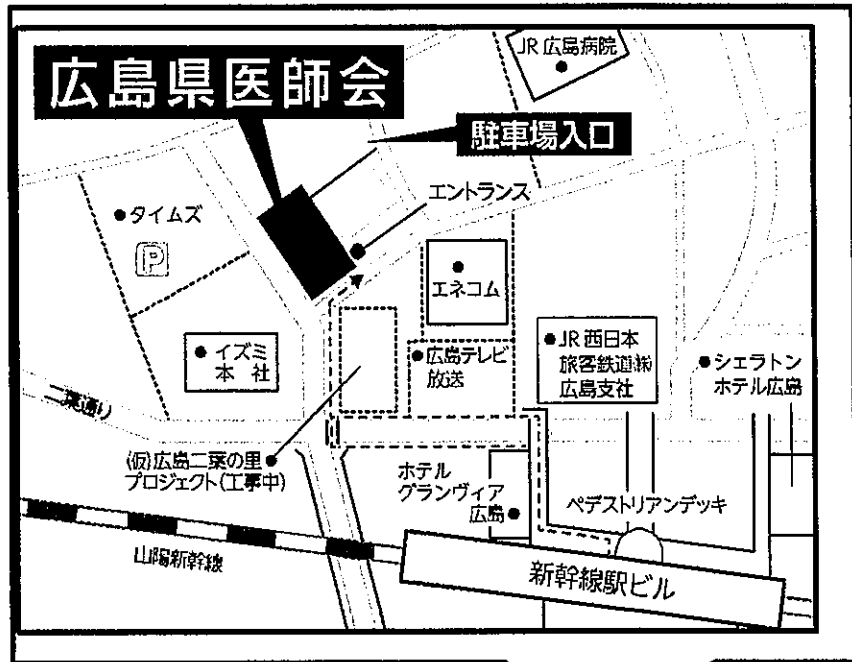 JR広島病院
広島県医師会
駐車場入口
エントランス
タイムズ
P
エネコム
イズミ
本社
広島テレビ
放送
JR西日本
旅客鉄道㈱
広島支社
シェラトン
ホテル広島
二葉通り
(仮)広島二葉の里
プロジェクト(工事中)
ホテル
グランヴィア
広島
ペデストリアンデッキ
山陽新幹線
新幹線駅ビル